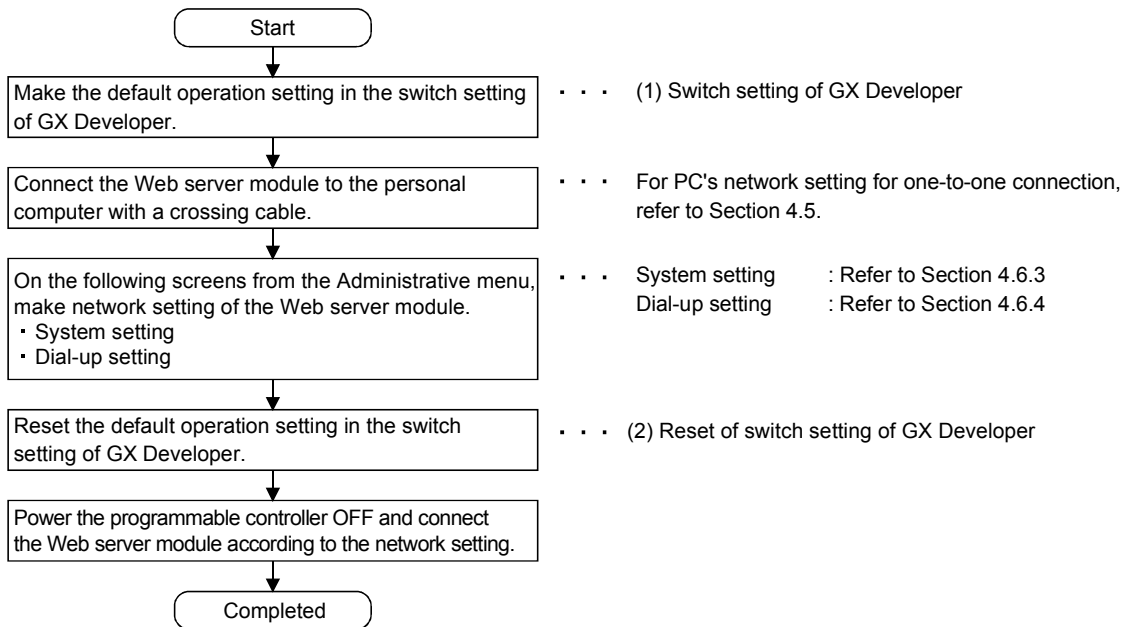 Start
Make the default operation setting in the switch setting
of GX Developer.
・・・ (1) Switch setting of GX Developer
Connect the Web server module to the personal
computer with a crossing cable.
・・・ For PC's network setting for one-to-one connection,
refer to Section 4.5.
On the following screens from the Administrative menu,
make network setting of the Web server module.
・System setting
・Dial-up setting
・・・ System setting : Refer to Section 4.6.3
Dial-up setting : Refer to Section 4.6.4
Reset the default operation setting in the switch
setting of GX Developer.
・・・ (2) Reset of switch setting of GX Developer
Power the programmable controller OFF and connect
the Web server module according to the network setting.
Completed